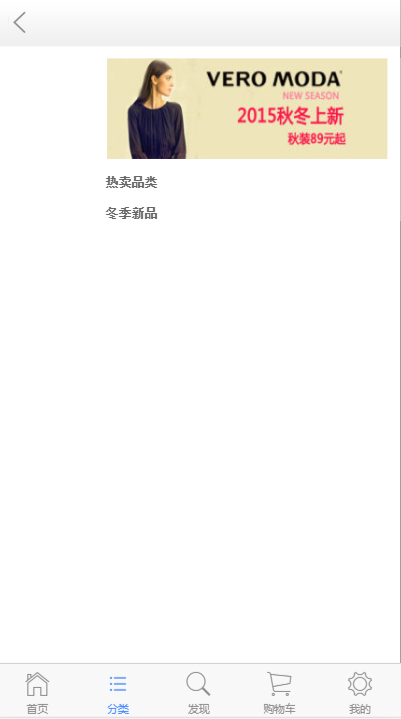 VERO MODA
NEW SEASON
2015秋冬上新
秋装89元起
热卖品类
冬季新品
首页
分类
发现
购物车
我的